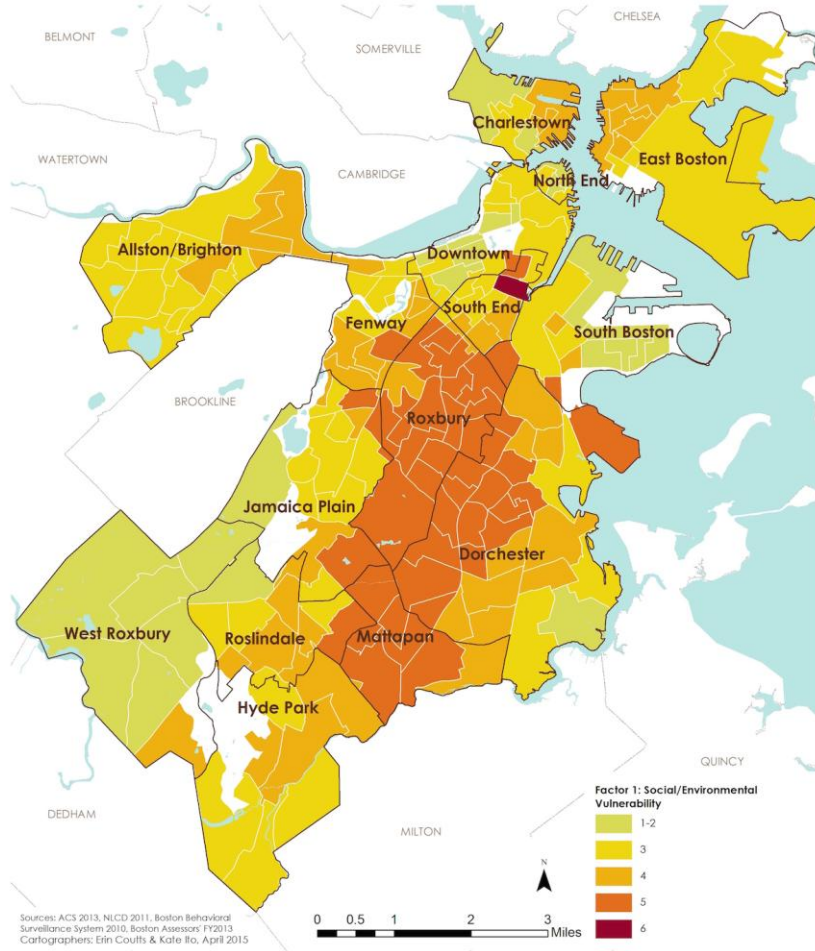 CHELSEA
BELMONT
SOMERVILLE
Charlestown
WATERTOWN
East Boston
CAMBRIDGE
North End
Allston/Brighton
Downtown
South End
Fenway
South Boston
BROOKLINE
Roxbury
Jamaica Plain
Dorchester
West Roxbury
Roslindale
Mattapan
Hyde Park
QUINCY
DEDHAM
MILTON
Factor 1: Social/Environmental
Vulnerability
1-2
3
4
5
6
N
0 0.5 1 2 3
Miles
Sources: ACS 2013, NLCD 2011, Boston Behavioral
Surveillance System 2010, Boston Assessors' FY2013
Cartographers: Erin Coutts & Kate Ito, April 2015